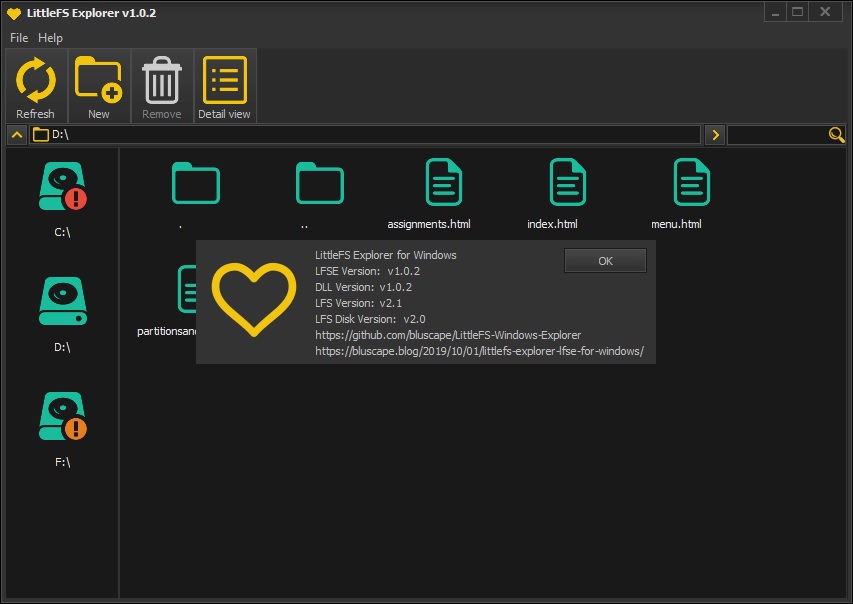 LittleFS Explorer v1.0.2
File Help
Refresh New Remove Detail view
D:\
C:\
D:\
F:\
. .. assignments.html index.html menu.html
LittleFS Explorer for Windows
OK
LFSE Version: v1.0.2
DLL Version: v1.0.2
LFS Version: v2.1
LFS Disk Version: v2.0
https://github.com/bluscape/LittleFS-Windows-Explorer
https://bluscape.blog/2019/10/01/littlefs-explorer-lfse-for-windows/